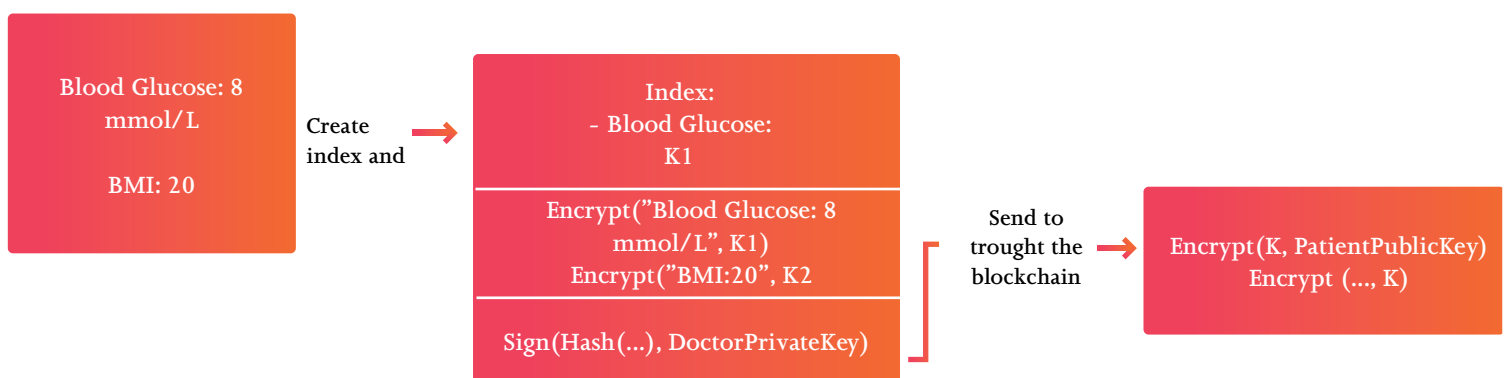 Blood Glucose: 8
mmol/L
BMI: 20
Create
index and
Index:
- Blood Glucose:
K1
Encrypt("Blood Glucose: 8
mmol/L”, K1)
Encrypt(”BMI:20”, K2
Sign(Hash(...), DoctorPrivateKey)
Send to
trought the
blockchain
Encrypt(K, PatientPublicKey)
Encrypt (..., K)